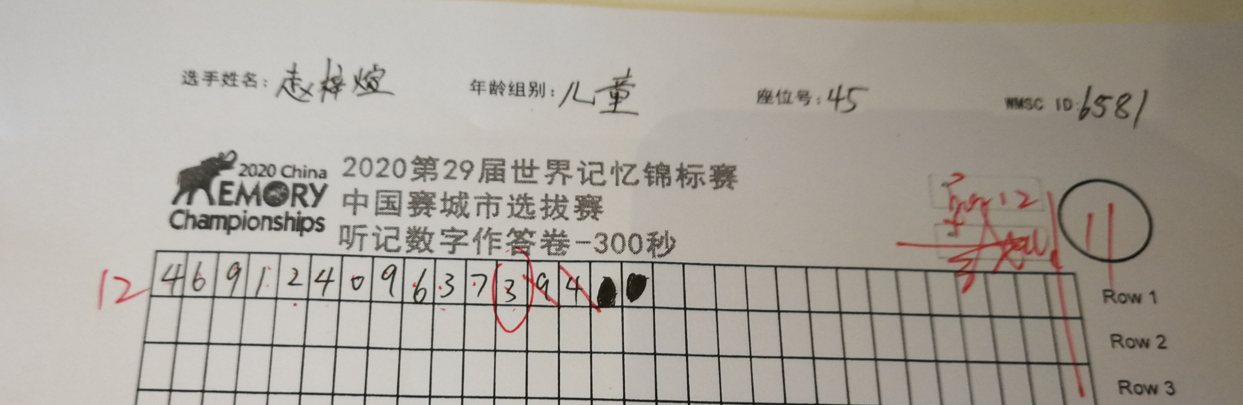 选手姓名:赵梓煊 年龄组别:儿童 座位号:45 WMSC ID:6581
2020 China
MEMORY
Championships
2020第29届世界记忆锦标赛
中国赛城市选拔赛
听记数字作答卷-300秒
12
11
12 4 6 9 1 2 4 0 9 6 3 7 3 9 4 Row 1
Row 2
Row 3